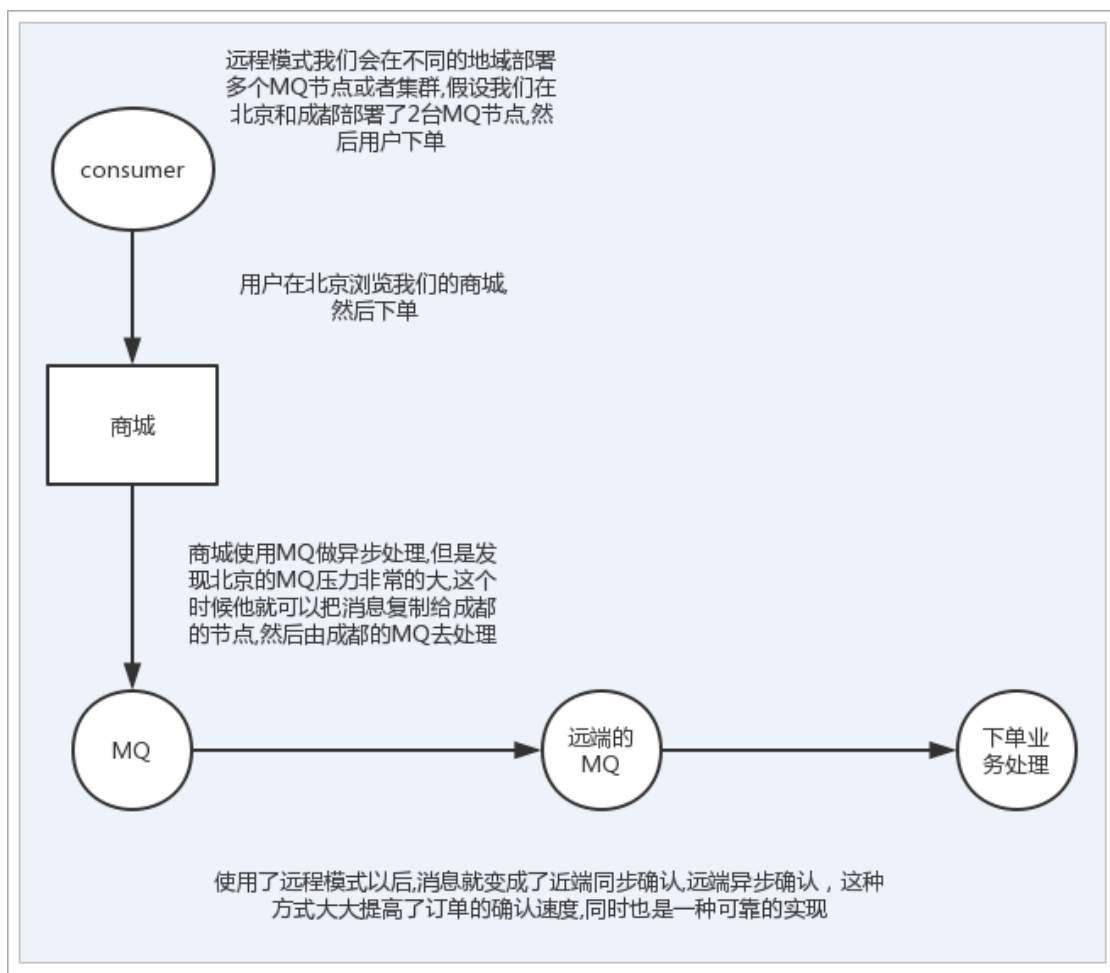 远程模式我们会在不同的地域部署
多个MQ节点或者集群,假设我们在
北京和成都部署了2台MQ节点,然
后用户下单
consumer
用户在北京浏览我们的商城,
然后下单
商城
商城使用MQ做异步处理,但是发
现北京的MQ压力非常的大,这个
时候他就可以把消息复制给成都
的节点,然后由成都的MQ去处理
MQ
远端的
MQ
下单业
务处理
使用了远程模式以后,消息就变成了近端同步确认,远端异步确认，这种
方式大大提高了订单的确认速度,同时也是一种可靠的实现